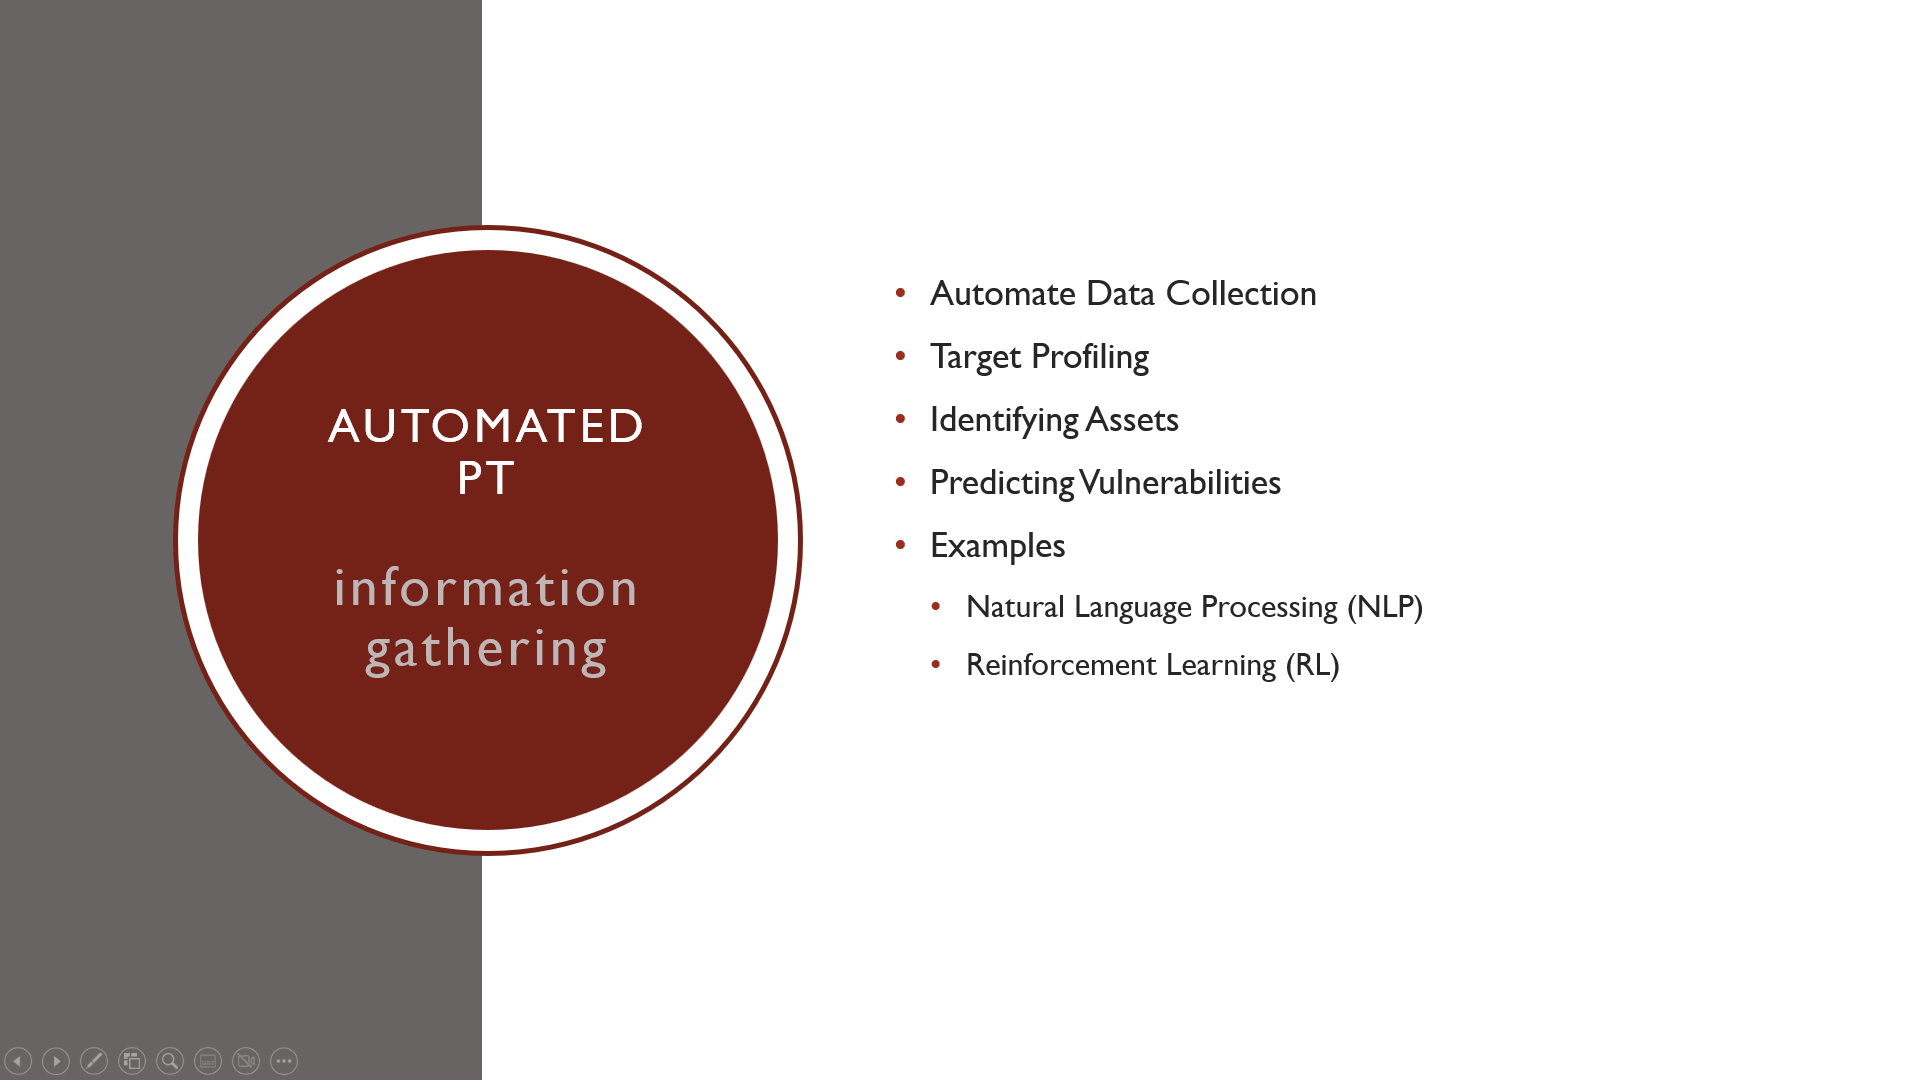 AUTOMATED
PT
information
gathering
• Automate Data Collection
• Target Profiling
• Identifying Assets
• Predicting Vulnerabilities
• Examples
• Natural Language Processing (NLP)
• Reinforcement Learning (RL)